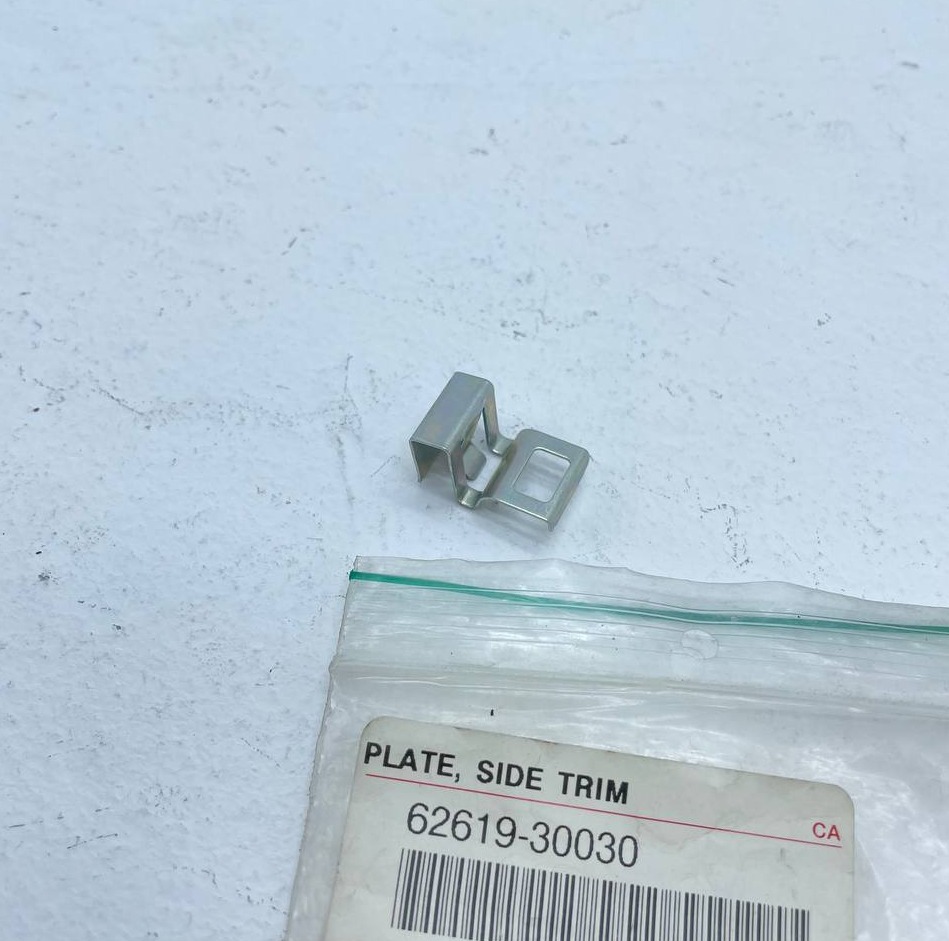 PLATE, SIDE TRIM
CA
62619-30030